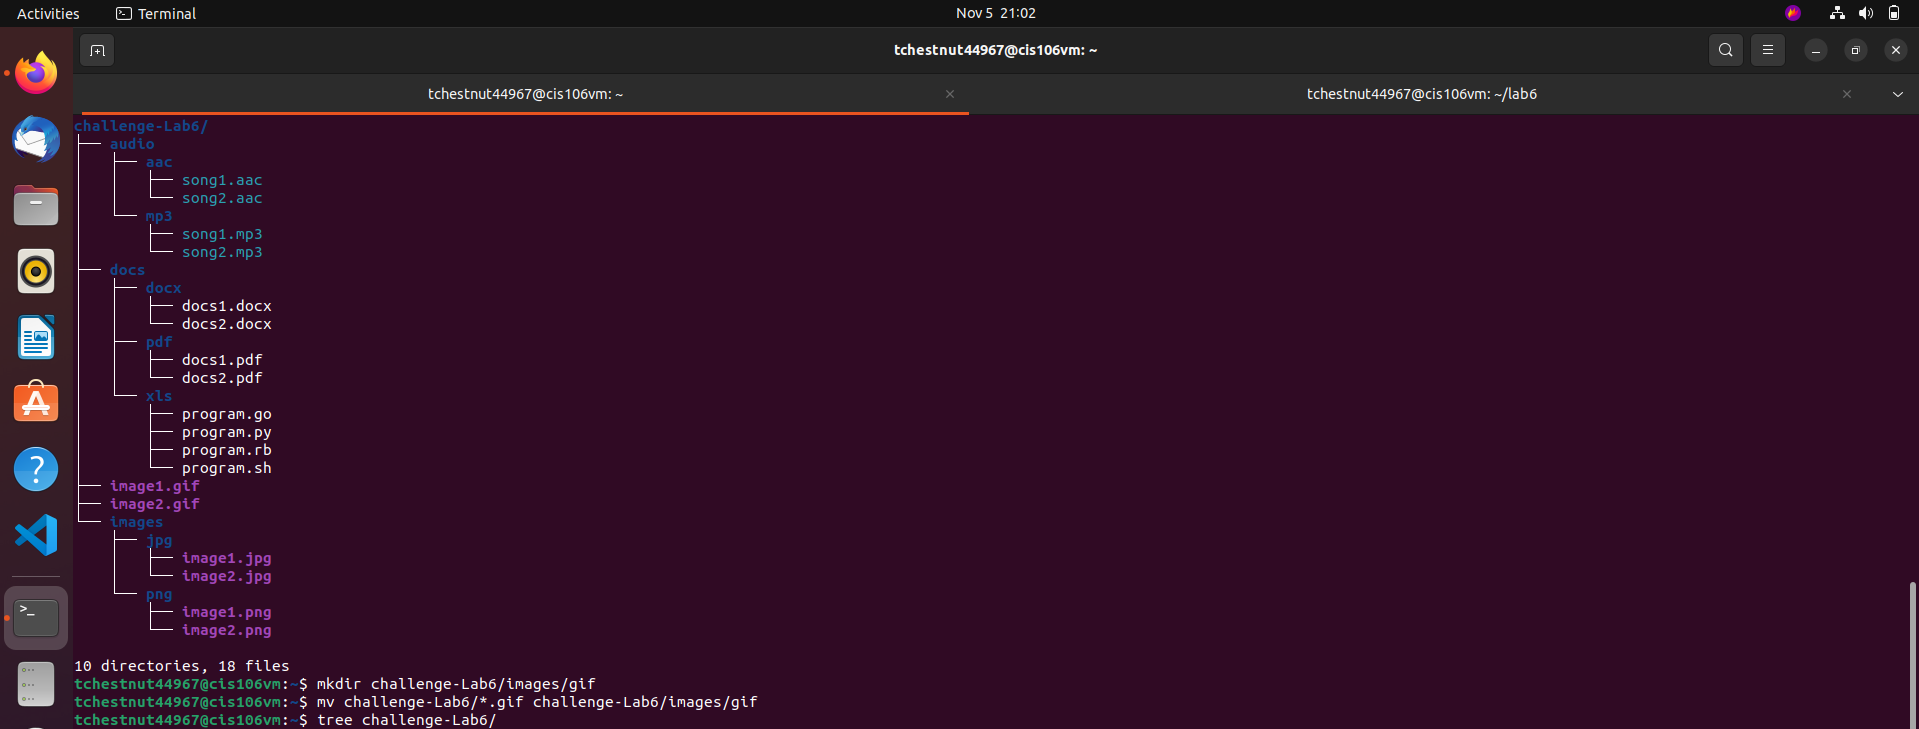 Activities Terminal Nov 5 21:02
tchestnut44967@cis106vm: ~
tchestnut44967@cis106vm: ~ tchestnut44967@cis106vm: ~/lab6
challenge-Lab6/
├── audio
│   ├── aac
│   │   ├── song1.aac
│   │   └── song2.aac
│   └── mp3
│       ├── song1.mp3
│       └── song2.mp3
├── docs
│   ├── docx
│   │   ├── docs1.docx
│   │   └── docs2.docx
│   ├── pdf
│   │   ├── docs1.pdf
│   │   └── docs2.pdf
│   └── xls
│       ├── program.go
│       ├── program.py
│       ├── program.rb
│       └── program.sh
├── image1.gif
├── image2.gif
└── images
    ├── jpg
    │   ├── image1.jpg
    │   └── image2.jpg
    └── png
        ├── image1.png
        └── image2.png
10 directories, 18 files
tchestnut44967@cis106vm:~$ mkdir challenge-Lab6/images/gif
tchestnut44967@cis106vm:~$ mv challenge-Lab6/*.gif challenge-Lab6/images/gif
tchestnut44967@cis106vm:~$ tree challenge-Lab6/